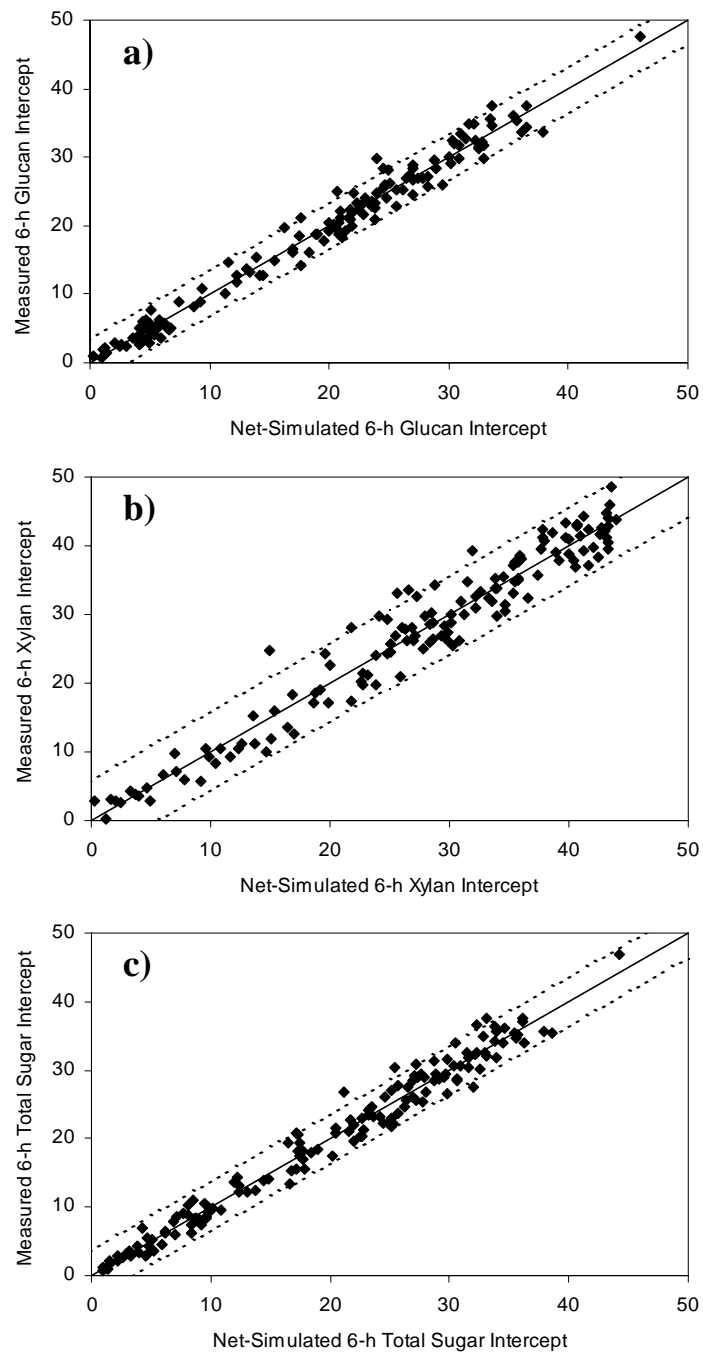 a)
50
40
30
20
10
0
Measured 6-h Glucan Intercept
0 10 20 30 40 50
Net-Simulated 6-h Glucan Intercept
b)
50
40
30
20
10
0
Measured 6-h Xylan Intercept
0 10 20 30 40 50
Net-Simulated 6-h Xylan Intercept
c)
50
40
30
20
10
0
Measured 6-h Total Sugar Intercept
0 10 20 30 40 50
Net-Simulated 6-h Total Sugar Intercept